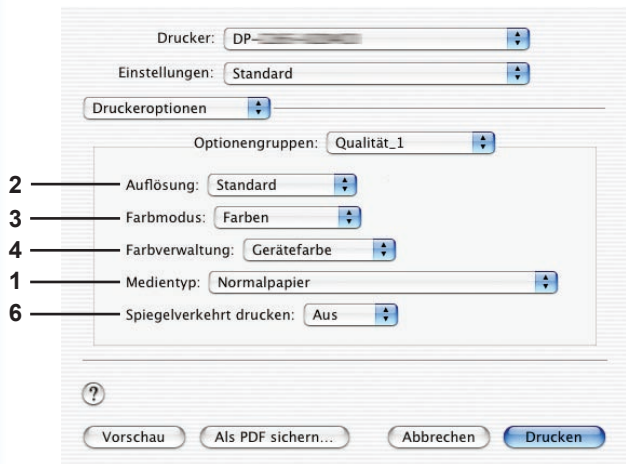 Drucker: DP-
Einstellungen: Standard
Druckeroptionen
Optionengruppen: Qualität_1
2 Auflösung: Standard
3 Farbmodus: Farben
4 Farbverwaltung: Gerätefarbe
1 Medientyp: Normalpapier
6 Spiegelverkehrt drucken: Aus
?
Vorschau Als PDF sichern... Abbrechen Drucken